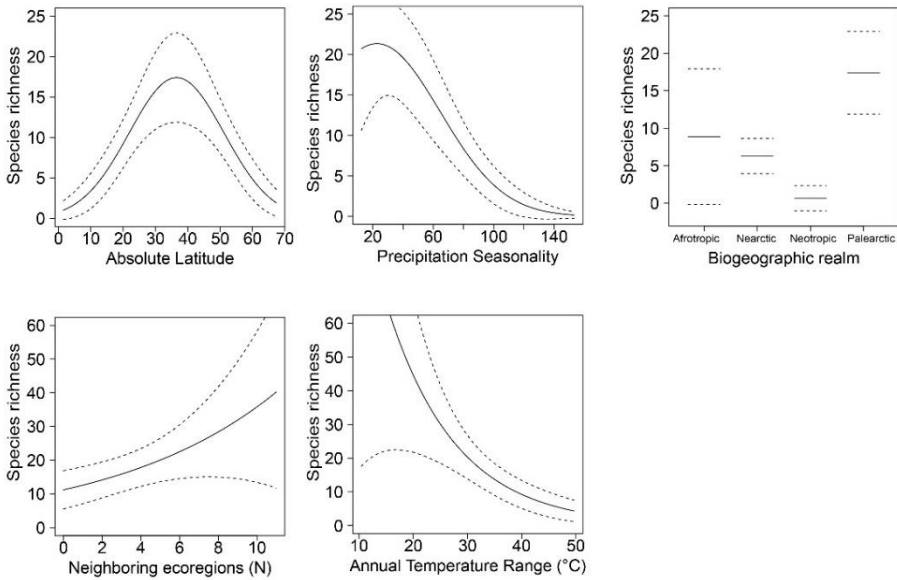 Species richness
25
20
15
10
5
0
0 10 20 30 40 50 60 70
Absolute Latitude
Species richness
25
20
15
10
5
0
20 60 100 140
Precipitation Seasonality
Species richness
25
20
15
10
5
0
Afrotropic Nearctic Neotropic Palearctic
Biogeographic realm
Species richness
60
50
40
30
20
10
0
0 2 4 6 8 10
Neighboring ecoregions (N)
Species richness
60
50
40
30
20
10
0
10 20 30 40 50
Annual Temperature Range (°C)